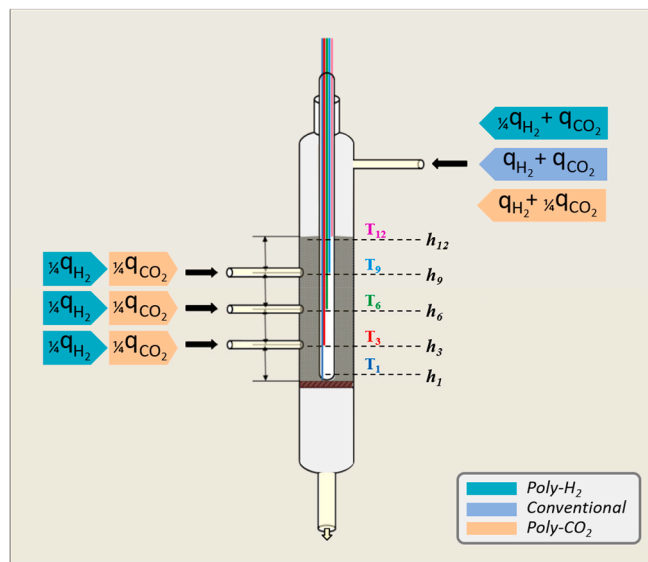 ¼qH₂ + qCO₂
qH₂ + qCO₂
qH₂ + ¼qCO₂
T₁₂ h₁₂
¼qH₂ ¼qCO₂ T₉ h₉
¼qH₂ ¼qCO₂ T₆ h₆
¼qH₂ ¼qCO₂ T₃ h₃
T₁ h₁
Poly-H₂
Conventional
Poly-CO₂